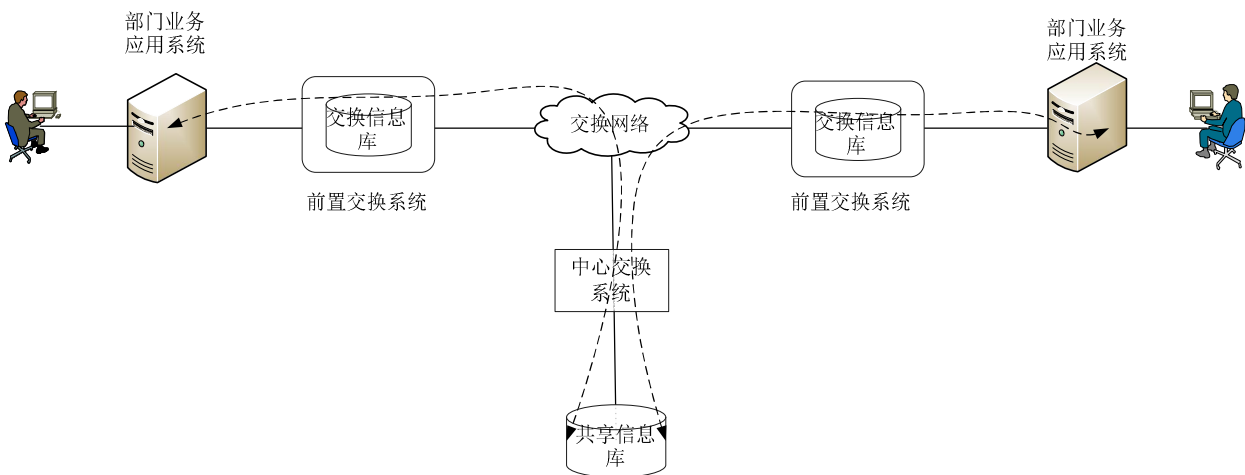 部门业务
应用系统
部门业务
应用系统
交换信息
库
交换网络
交换信息
库
前置交换系统
前置交换系统
中心交换
系统
共享信息
库